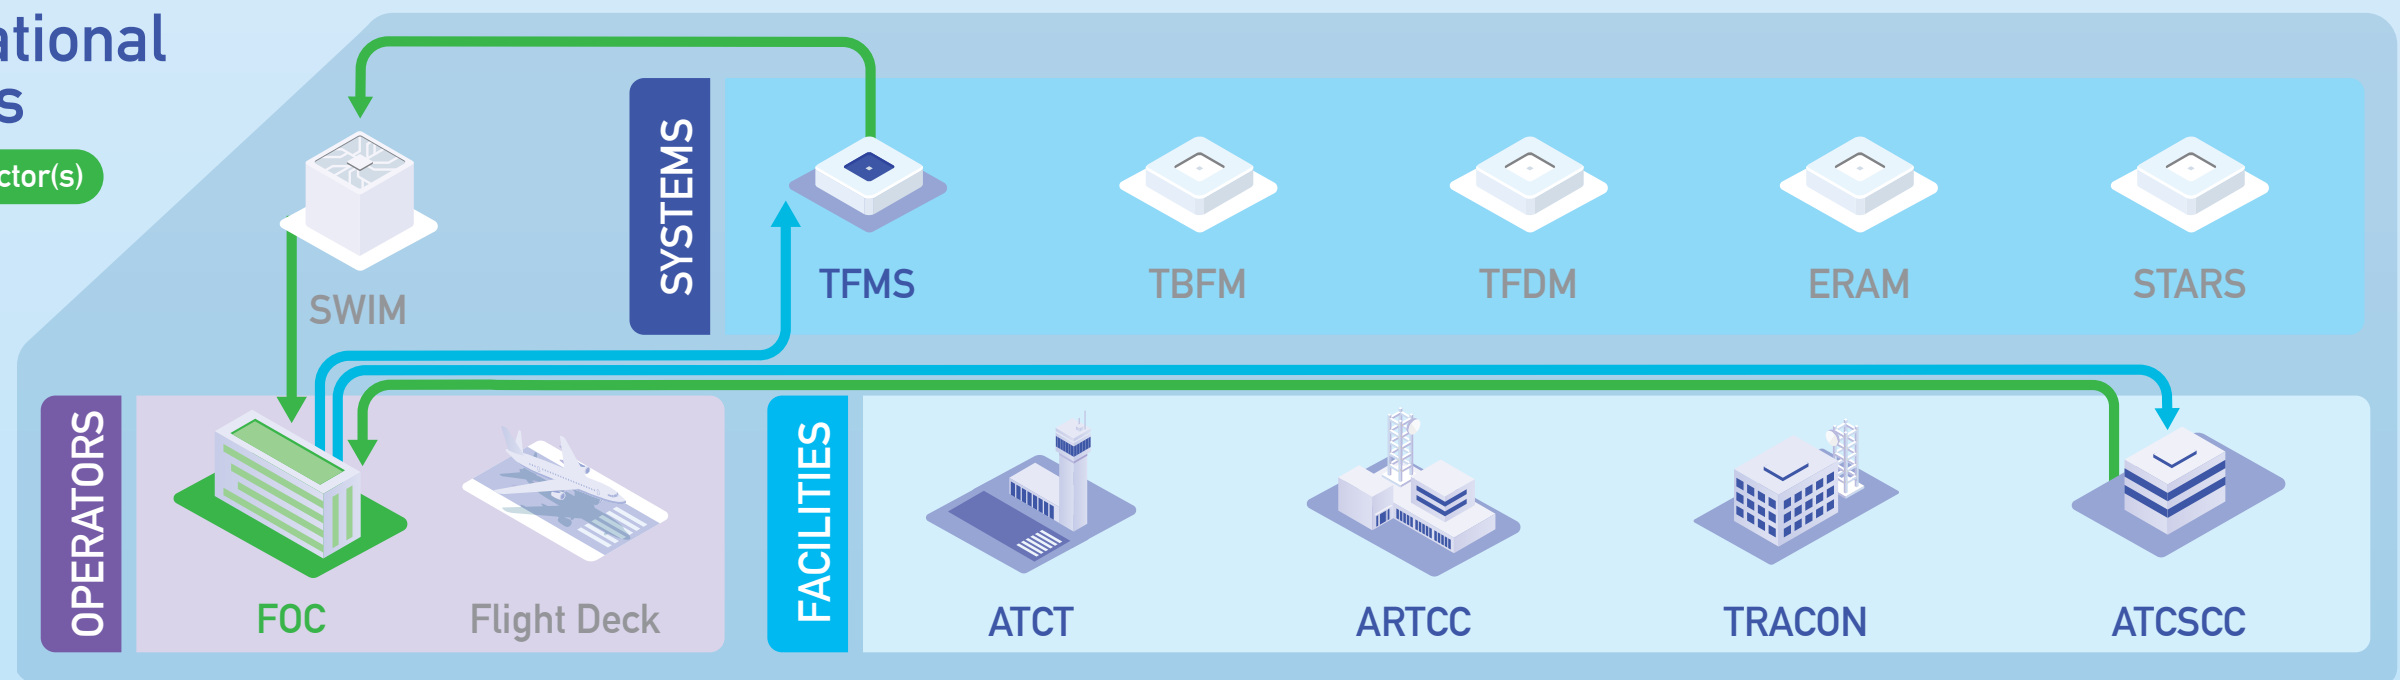 ational
s
ctor(s)
SYSTEMS
TFMS
TBFM
TFDM
ERAM
STARS
SWIM
OPERATORS
FOC
Flight Deck
FACILITIES
ATCT
ARTCC
TRACON
ATCSCC